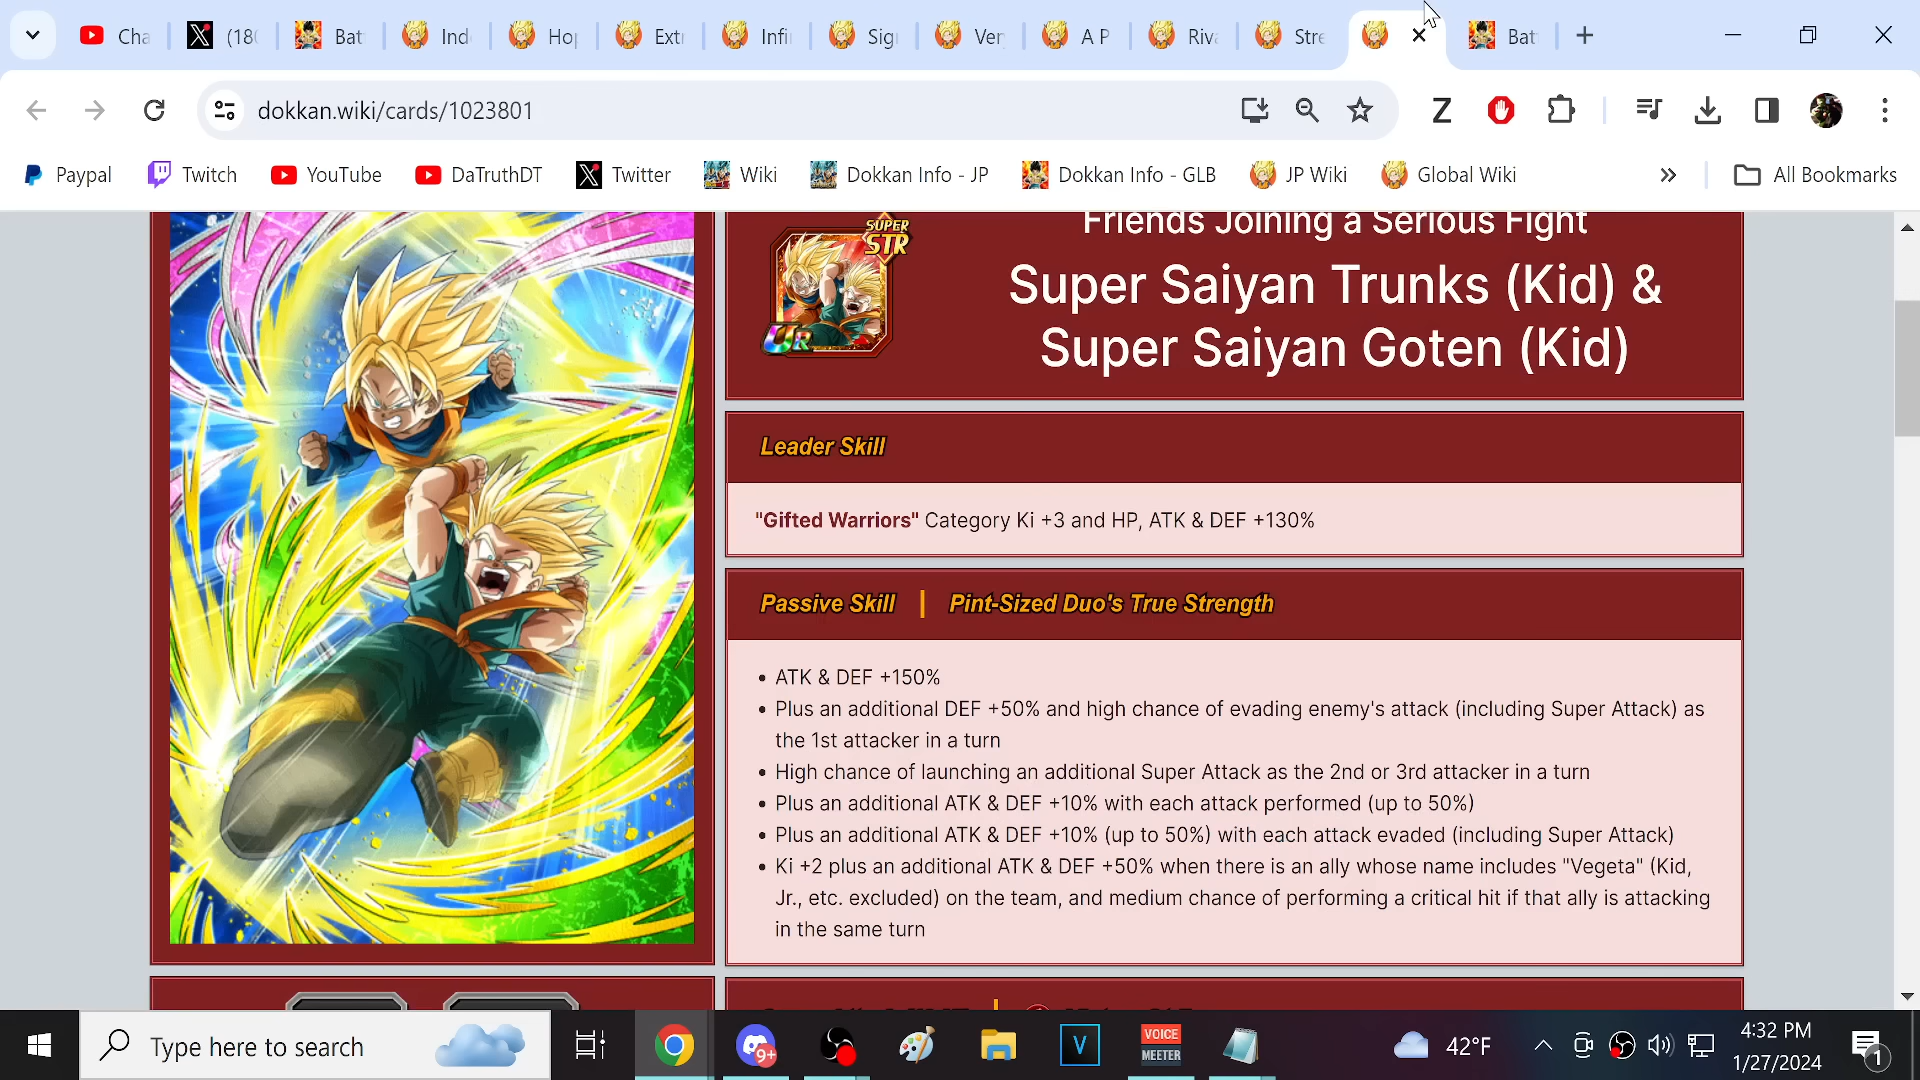 Cha
(180
Bat
Ind
Hop
Ext
Infi
Sig
Ver
A P
Riva
Stre
Bat
dokkan.wiki/cards/1023801
Z
Paypal
Twitch
YouTube
DaTruthDT
Twitter
Wiki
Dokkan Info - JP
Dokkan Info - GLB
JP Wiki
Global Wiki
All Bookmarks
SUPER
STR
UR
Friends Joining a Serious Fight
Super Saiyan Trunks (Kid) &
Super Saiyan Goten (Kid)
Leader Skill
"Gifted Warriors" Category Ki +3 and HP, ATK & DEF +130%
Passive Skill | Pint-Sized Duo's True Strength
• ATK & DEF +150%
• Plus an additional DEF +50% and high chance of evading enemy's attack (including Super Attack) as
the 1st attacker in a turn
• High chance of launching an additional Super Attack as the 2nd or 3rd attacker in a turn
• Plus an additional ATK & DEF +10% with each attack performed (up to 50%)
• Plus an additional ATK & DEF +10% (up to 50%) with each attack evaded (including Super Attack)
• Ki +2 plus an additional ATK & DEF +50% when there is an ally whose name includes "Vegeta" (Kid,
Jr., etc. excluded) on the team, and medium chance of performing a critical hit if that ally is attacking
in the same turn
Type here to search
9+
V
VOICE
MEETER
42°F
4:32 PM
1/27/2024
1